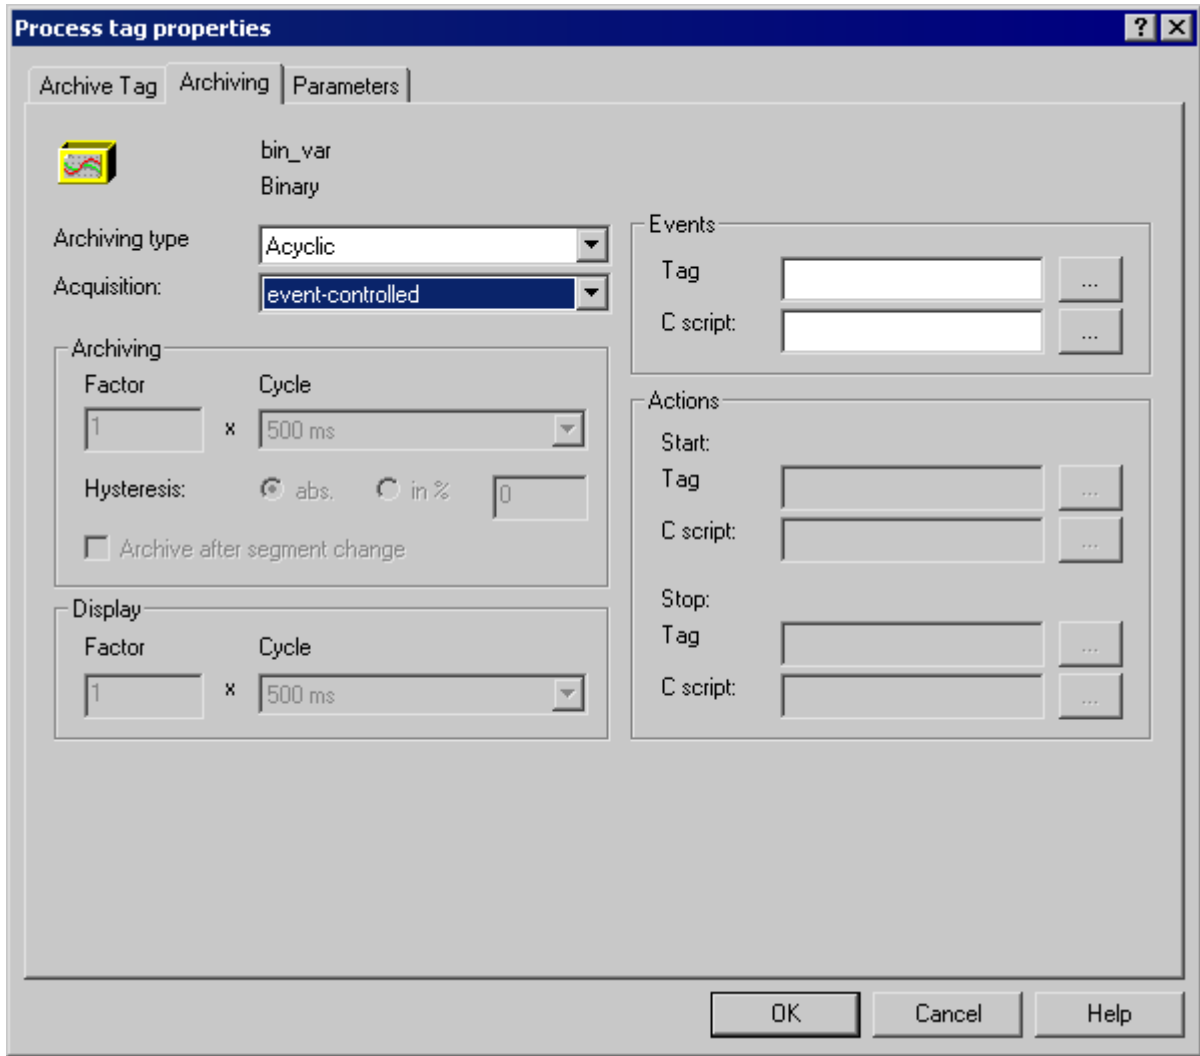 Process tag properties
Archive Tag Archiving Parameters
bin_var
Binary
Archiving type Acyclic
Acquisition: event-controlled
Archiving
Factor Cycle
1 x 500 ms
Hysteresis: abs. in % 0
Archive after segment change
Display
Factor Cycle
1 x 500 ms
Events
Tag ...
C script: ...
Actions
Start:
Tag ...
C script: ...
Stop:
Tag ...
C script: ...
OK Cancel Help